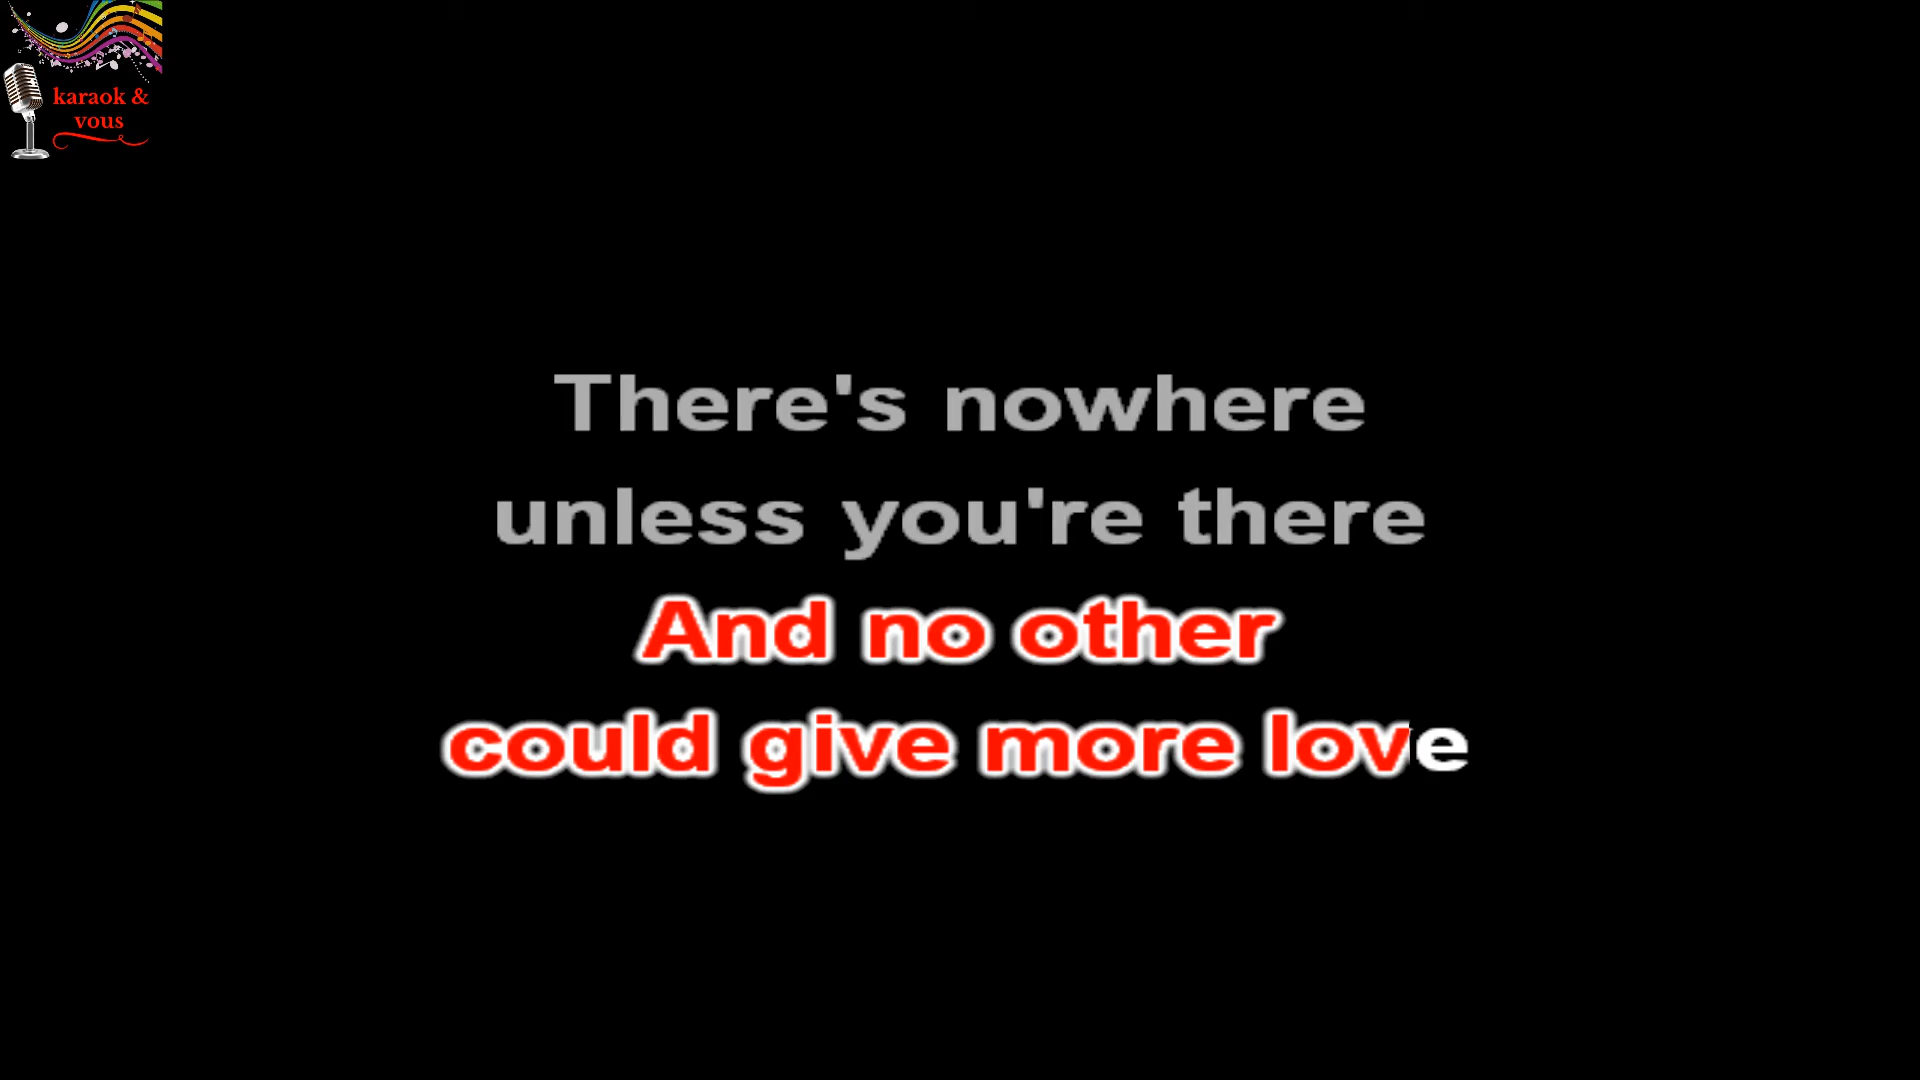 karaok &
vous
There's nowhere
unless you're there
And no other
could give more love